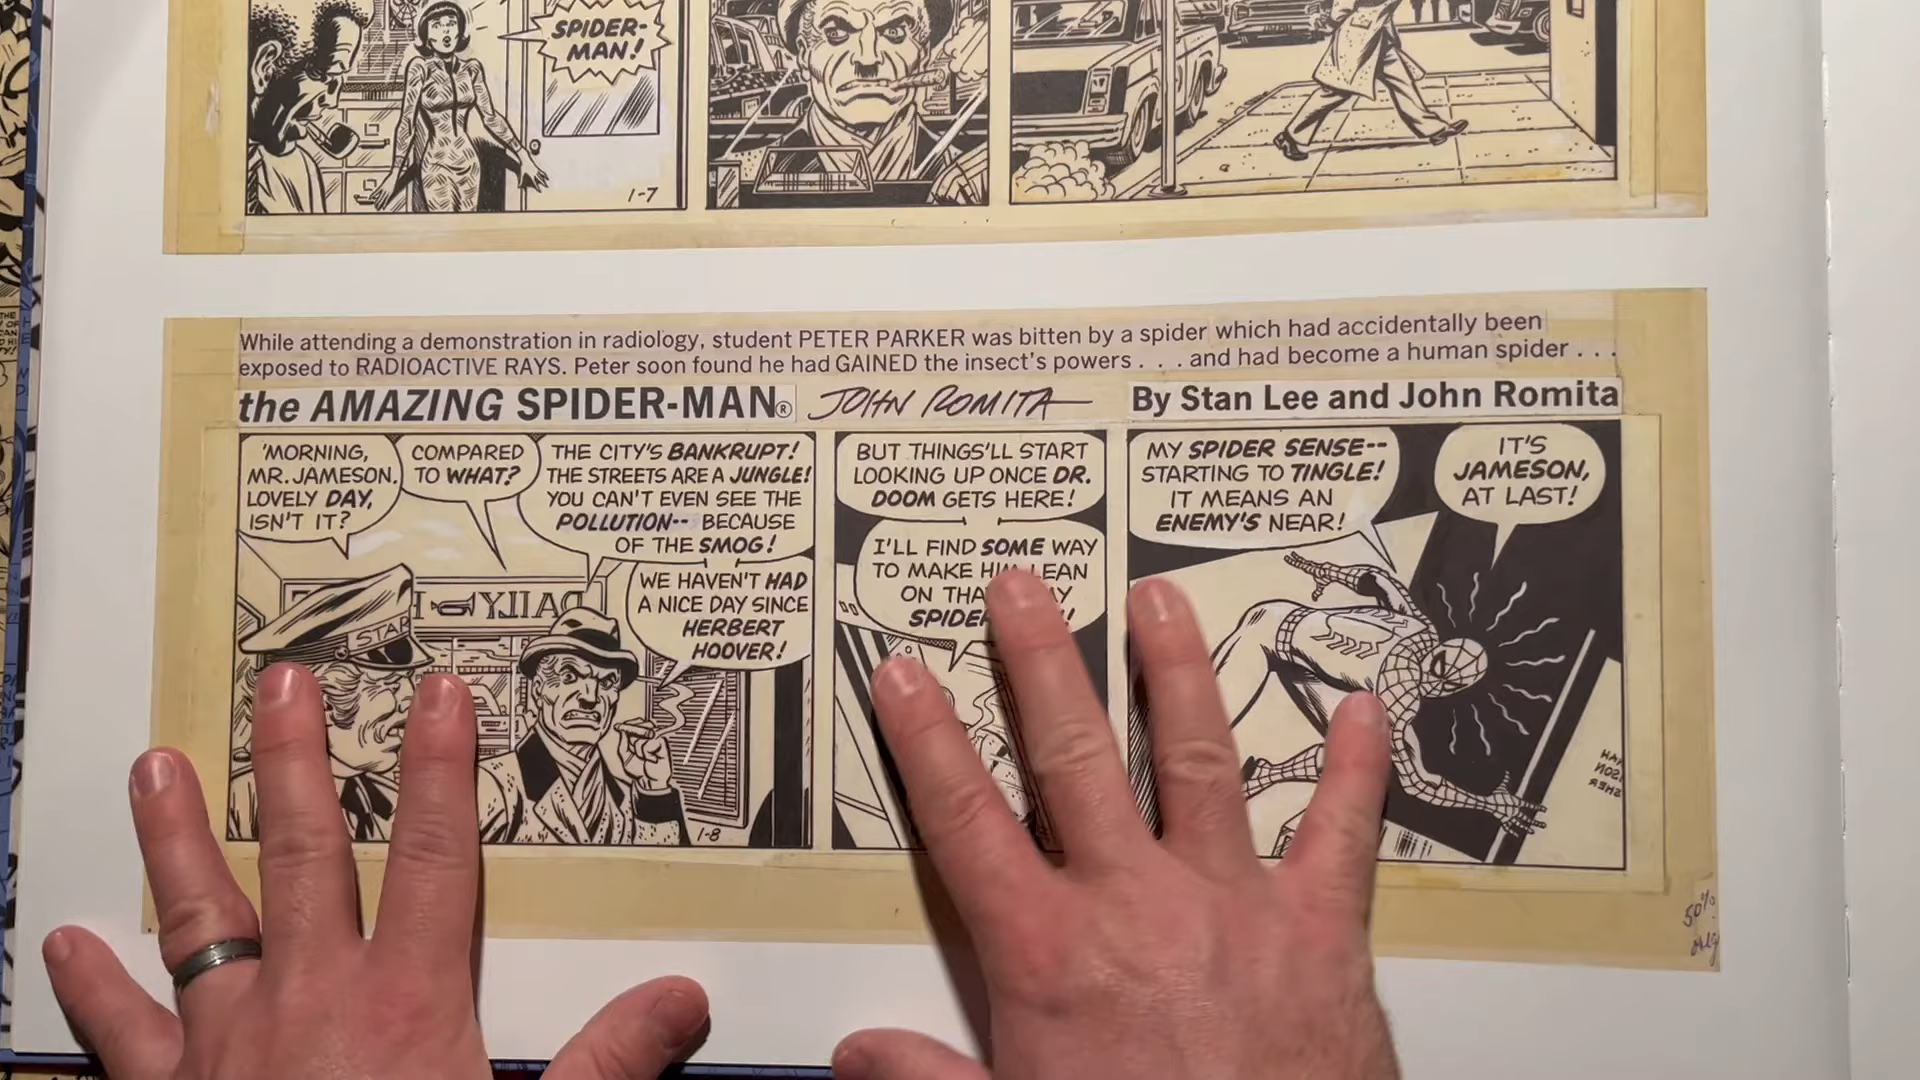 SPIDER-
MAN!
1-7
While attending a demonstration in radiology, student PETER PARKER was bitten by a spider which had accidentally been
exposed to RADIOACTIVE RAYS. Peter soon found he had GAINED the insect's powers . . . and had become a human spider . . .
the AMAZING SPIDER-MAN® JOHN ROMITA By Stan Lee and John Romita
'MORNING,
MR. JAMESON.
LOVELY DAY,
ISN'T IT?
COMPARED
TO WHAT?
THE CITY'S BANKRUPT!
THE STREETS ARE A JUNGLE!
YOU CAN'T EVEN SEE THE
POLLUTION-- BECAUSE
OF THE SMOG!
WE HAVEN'T HAD
A NICE DAY SINCE
HERBERT
HOOVER!
DAILY
STAR
1-8
BUT THINGS'LL START
LOOKING UP ONCE DR.
DOOM GETS HERE!
I'LL FIND SOME WAY
TO MAKE HIM LEAN
ON
SPIDER
MY SPIDER SENSE--
STARTING TO TINGLE!
IT MEANS AN
ENEMY'S NEAR!
IT'S
JAMESON,
AT LAST!
50%